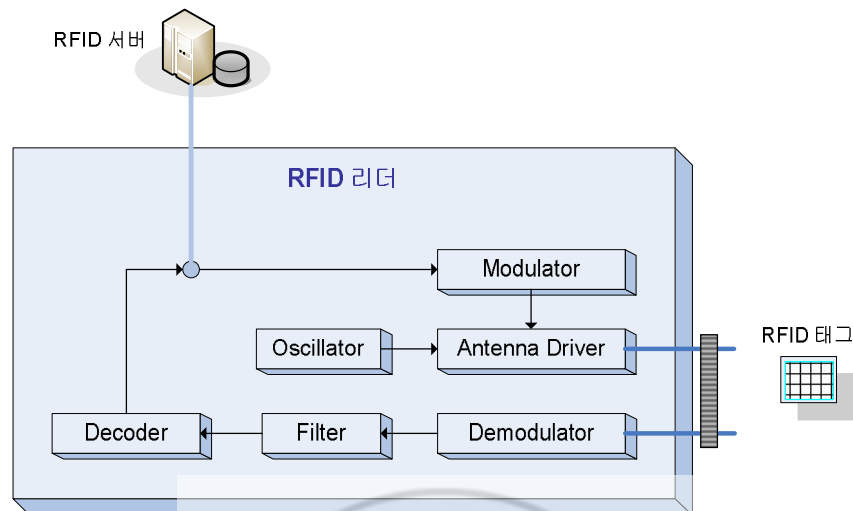 RFID 서버
RFID 리더
Modulator
Oscillator
Antenna Driver
RFID 태그
Decoder
Filter
Demodulator